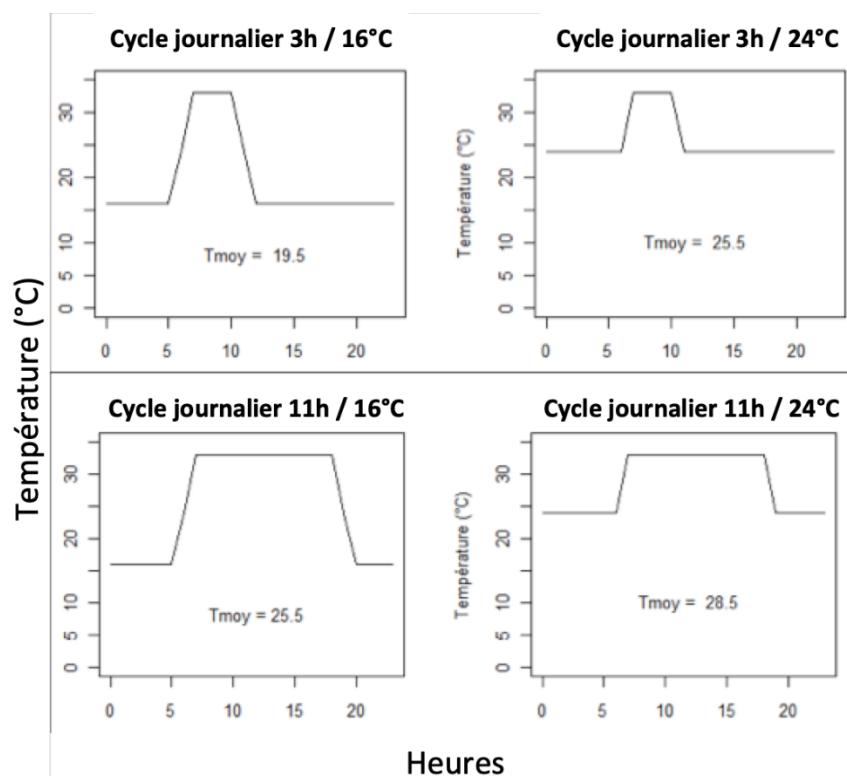 Cycle journalier 3h / 16°C
Cycle journalier 3h / 24°C
30
20
10
5
0
Tmoy = 19.5
0 5 10 15 20
Température (°C)
30
20
10
5
0
Tmoy = 25.5
0 5 10 15 20
Température (°C)
Cycle journalier 11h / 16°C
Cycle journalier 11h / 24°C
30
20
10
5
0
Tmoy = 25.5
0 5 10 15 20
Température (°C)
30
20
10
5
0
Tmoy = 28.5
0 5 10 15 20
Heures